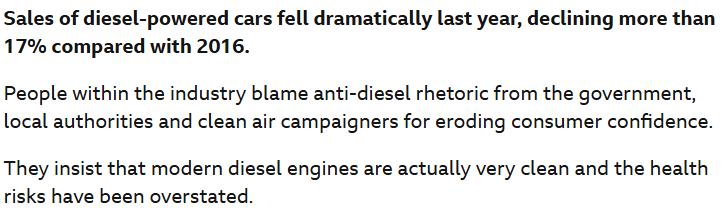 Sales of diesel-powered cars fell dramatically last year, declining more than
17% compared with 2016.
People within the industry blame anti-diesel rhetoric from the government,
local authorities and clean air campaigners for eroding consumer confidence.
They insist that modern diesel engines are actually very clean and the health
risks have been overstated.